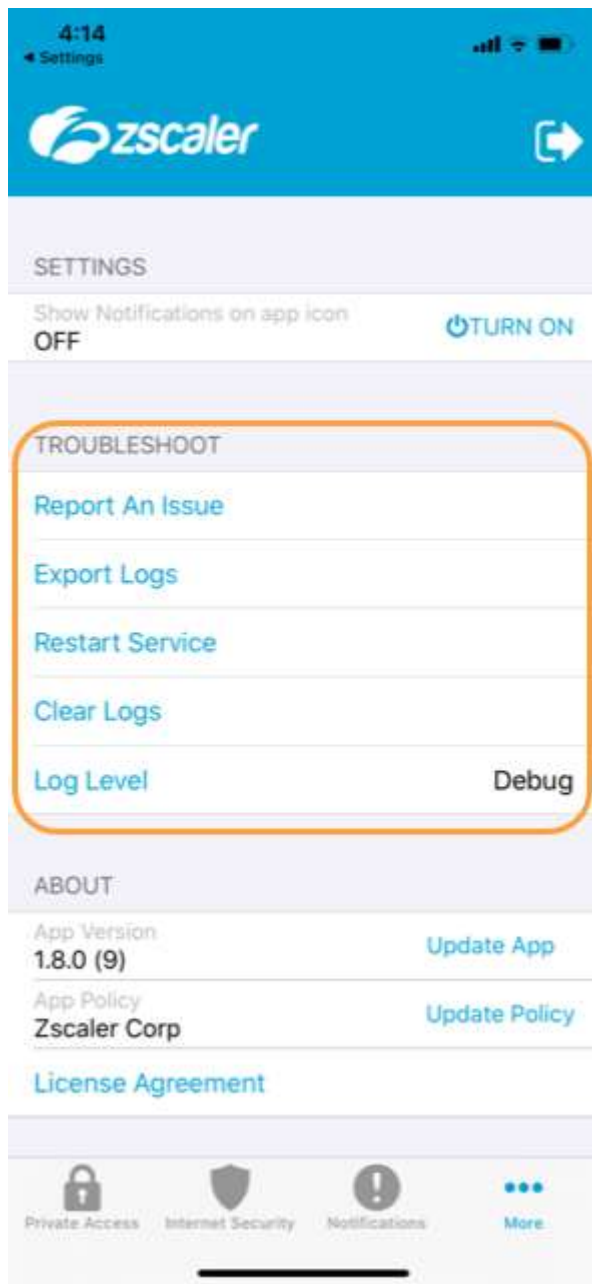 4:14
Settings
zscaler
SETTINGS
Show Notifications on app icon
OFF
TURN ON
TROUBLESHOOT
Report An Issue
Export Logs
Restart Service
Clear Logs
Log Level
Debug
ABOUT
App Version
1.8.0 (9)
Update App
App Policy
Zscaler Corp
Update Policy
License Agreement
Private Access
Internet Security
Notifications
More